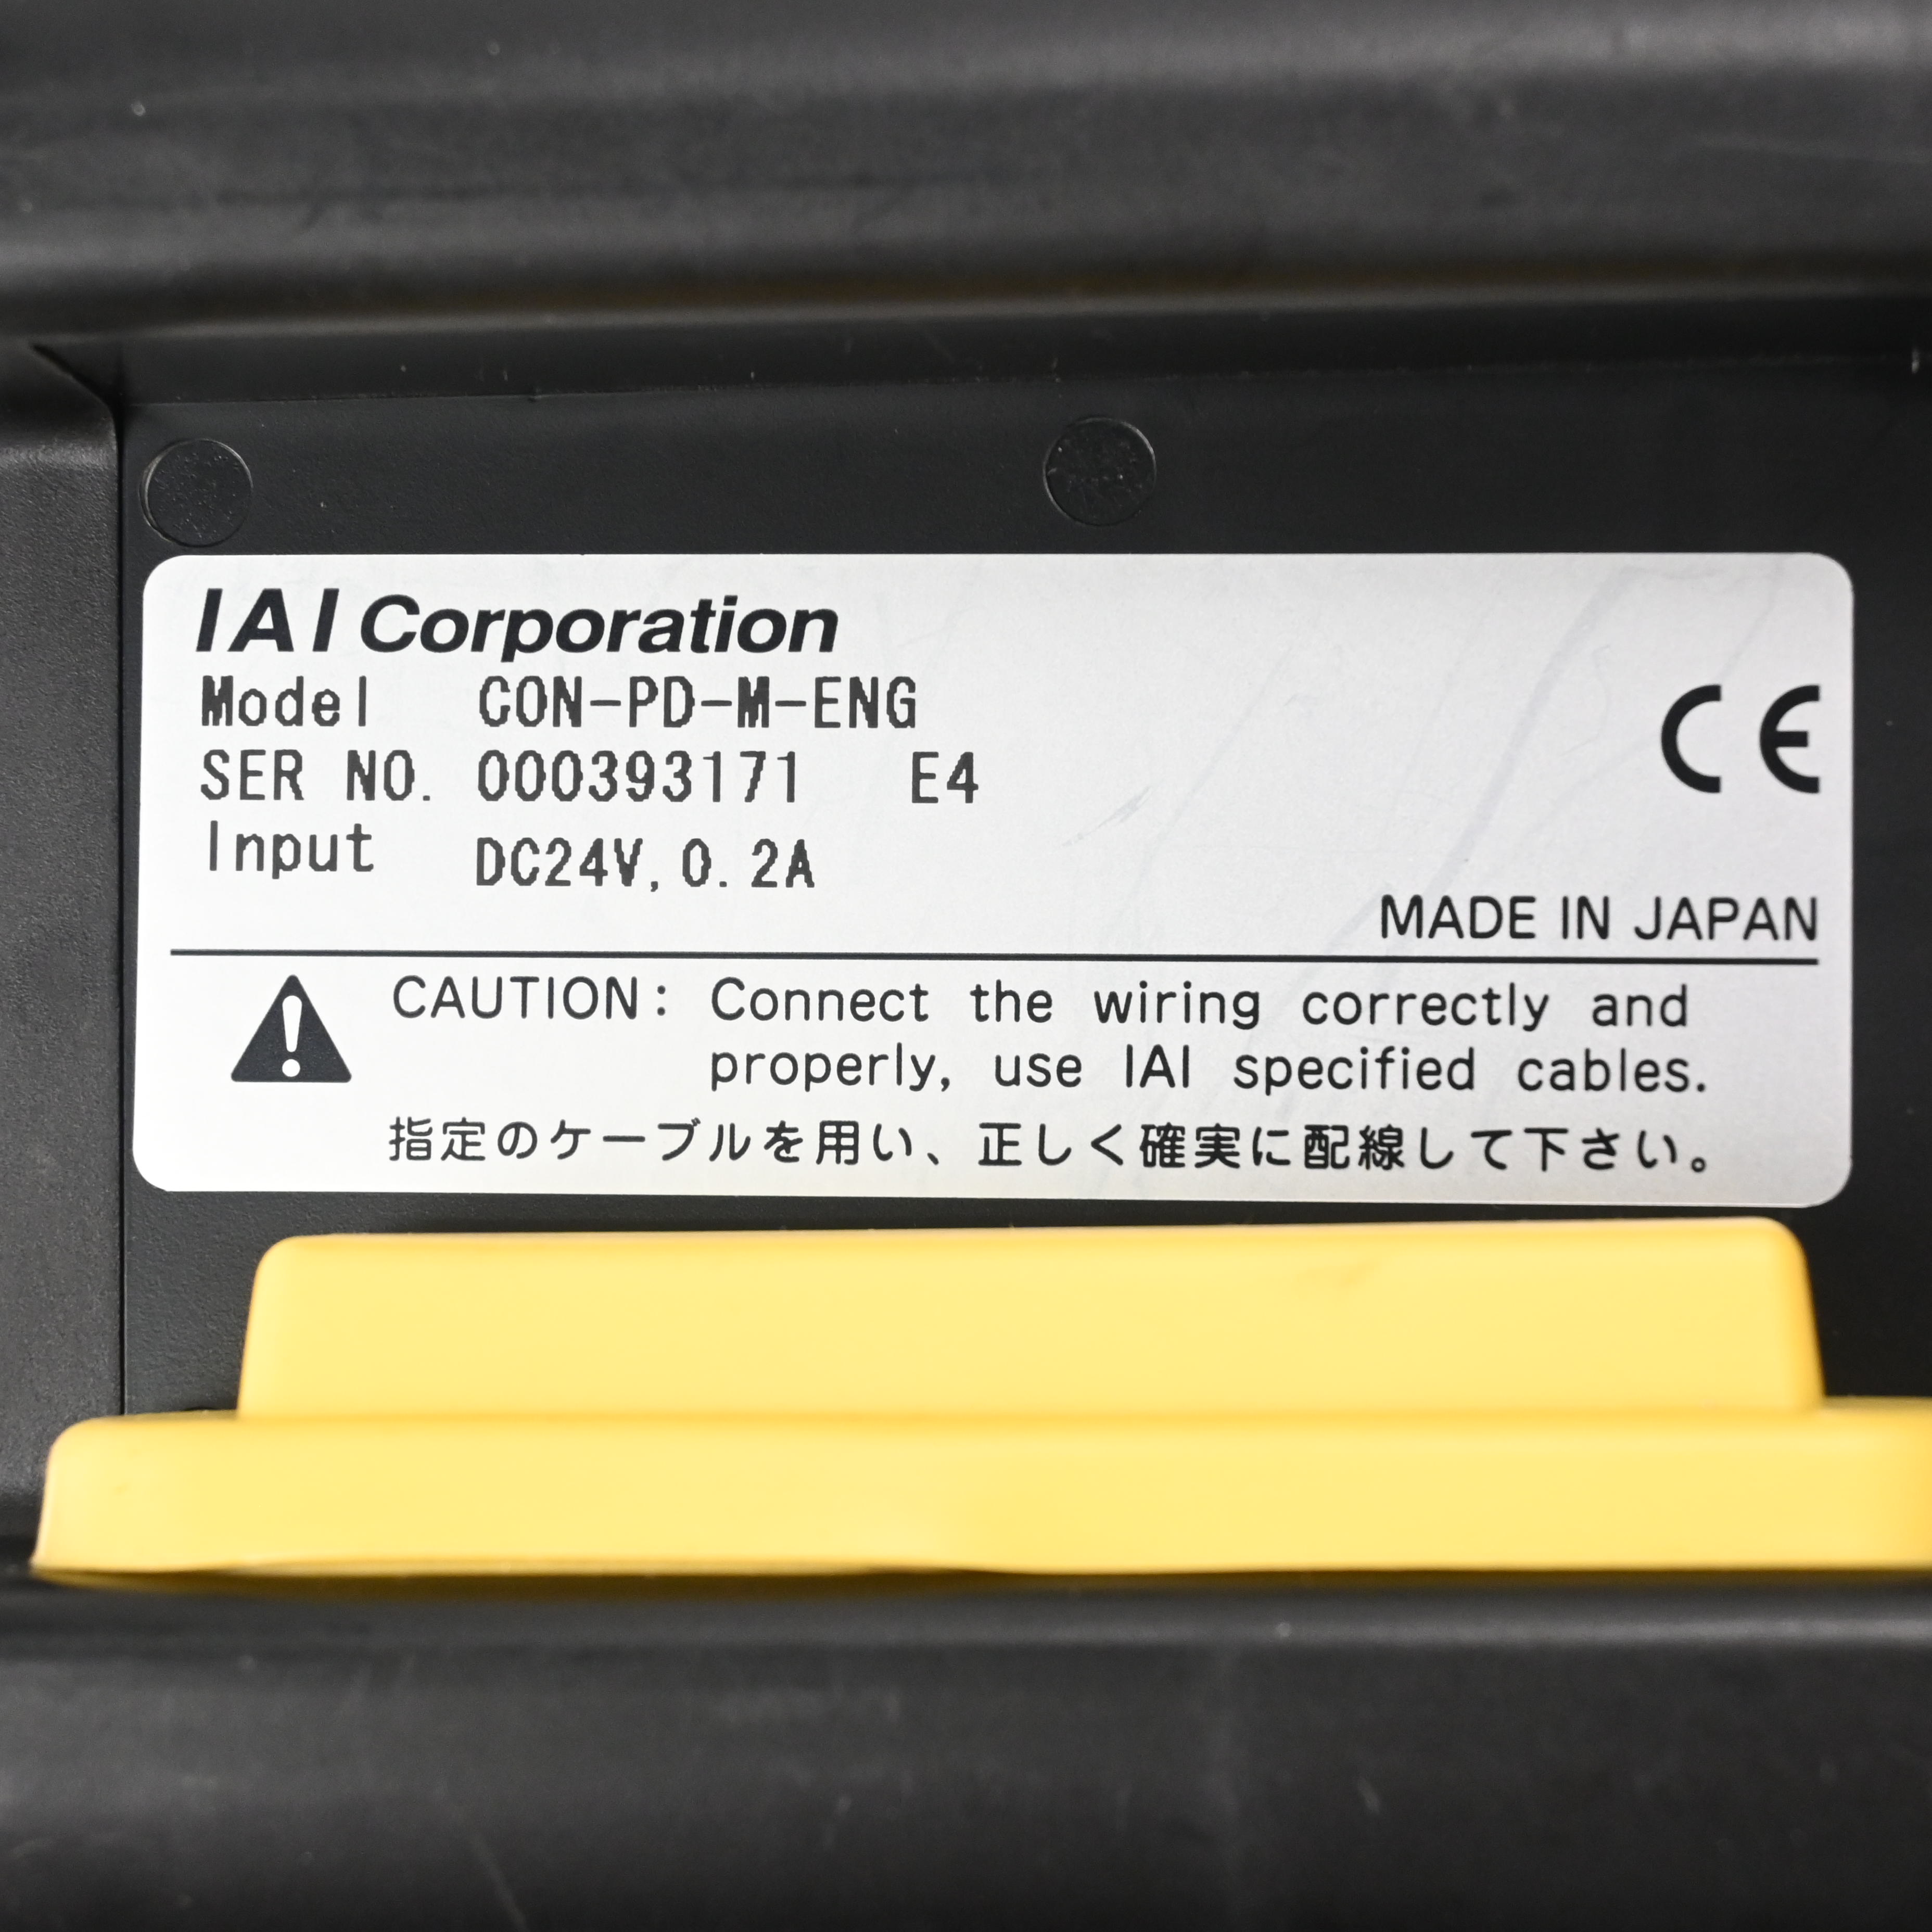 IAI Corporation
Model CON-PD-M-ENG
SER NO. 000393171 E4
Input DC24V, 0.2A
CE
MADE IN JAPAN
CAUTION: Connect the wiring correctly and
properly, use IAI specified cables.
指定のケーブルを用い、正しく確実に配線して下さい。